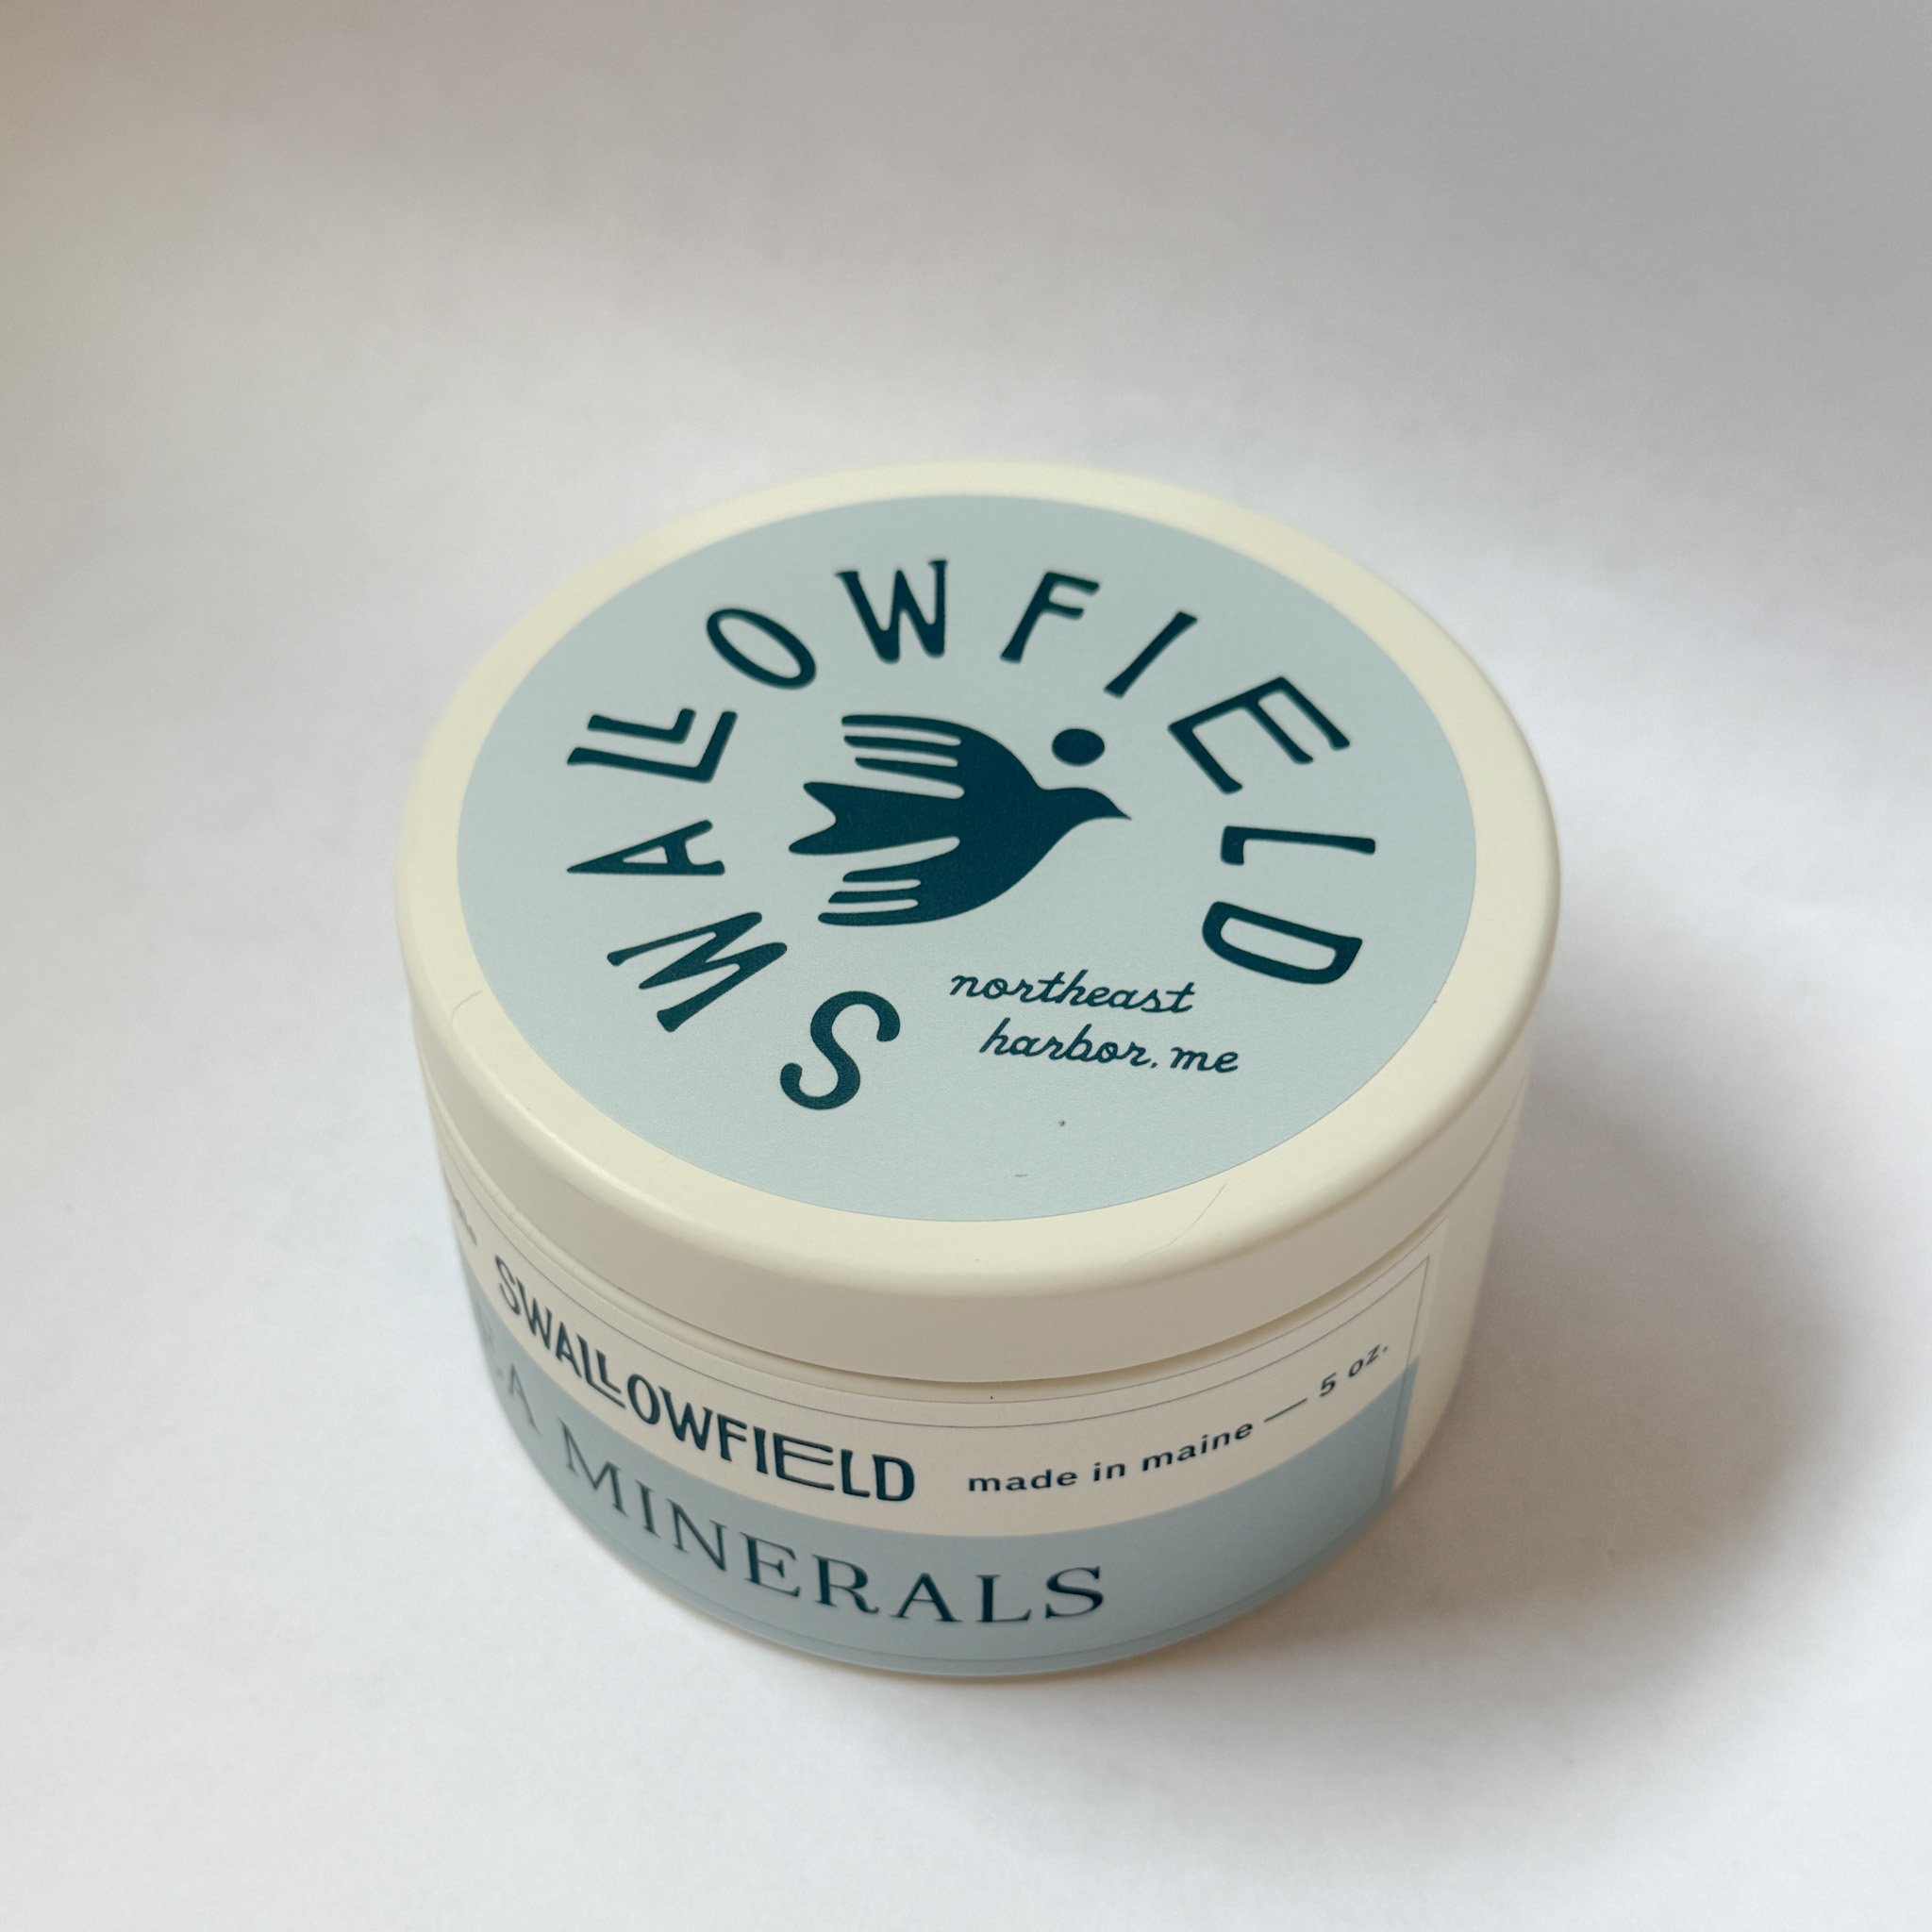 SWALLOWFIELD
northeast
harbor, me
SWALLOWFIELD made in maine — 5 oz.
MINERALS